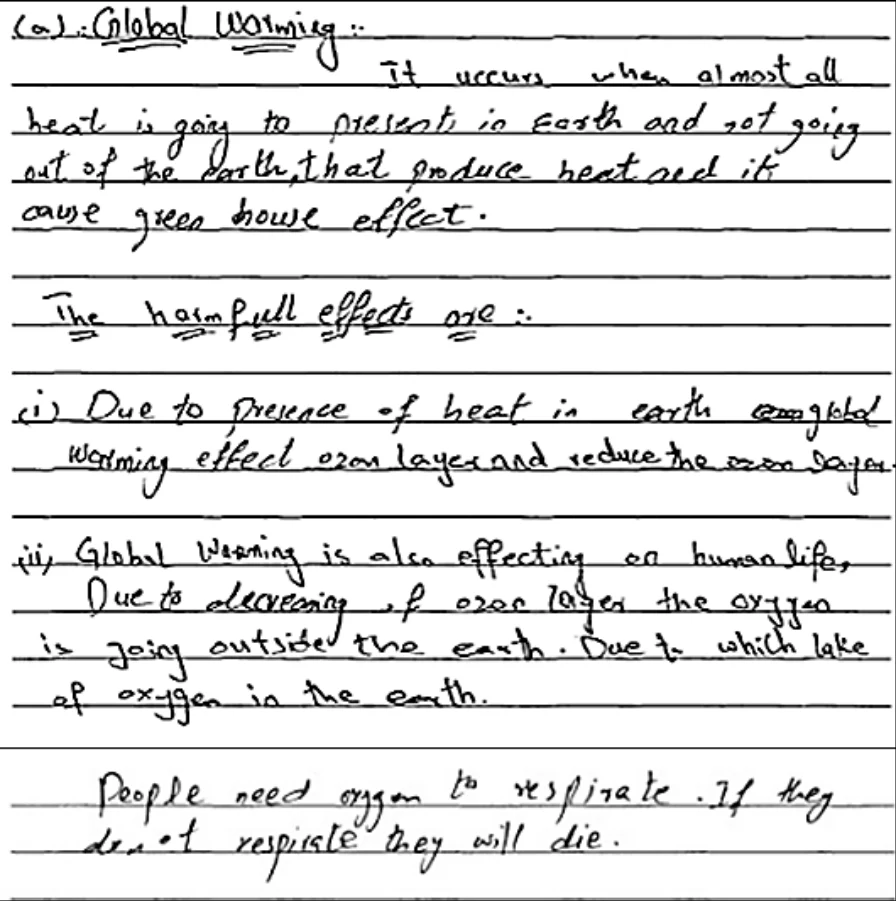 (a):. Global Worming :.
It uccurs when almost all
heat is going to present, in Earth and not going
out of the Earth, that produce heat and it
cause green house effect.
The harmfull effects are :.
(i) Due to presence of heat in earth global
Warming effect ozon layer and reduce the ozon layer.
(ii) Global Warming is also effecting on human life,
Due to decreasing of ozon layer the oxygen
is going outside the earth. Due to which lake
of oxygen in the earth.
People need oxygen to respirate. If they
do not respirate they will die.